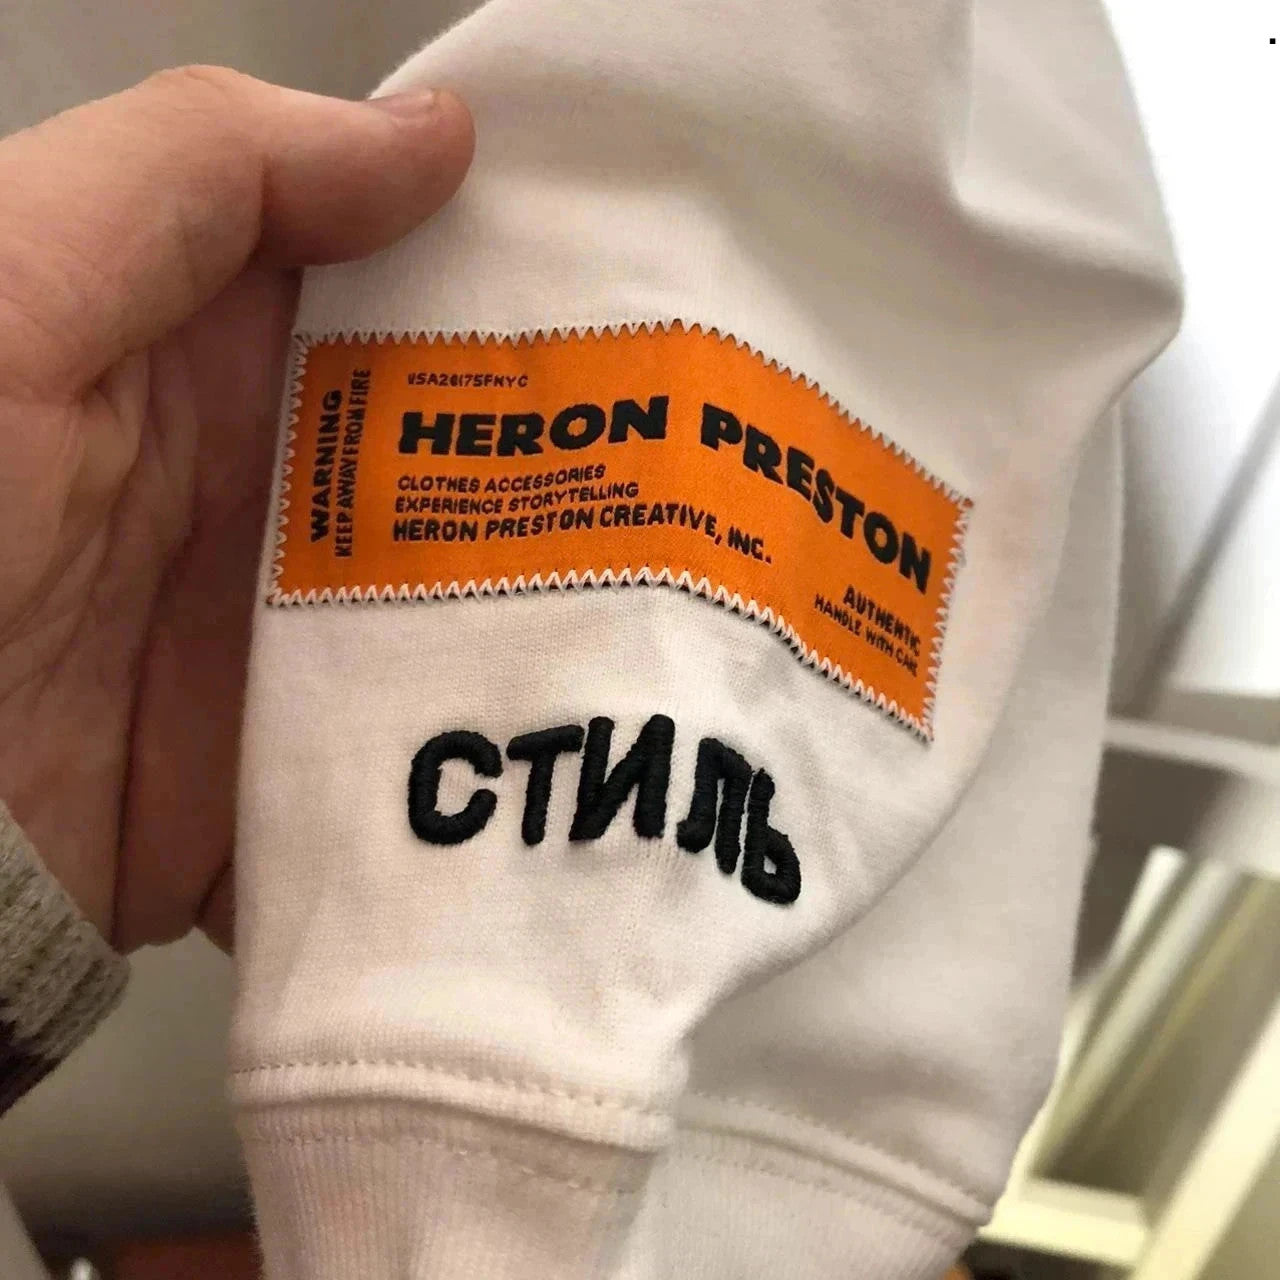 WARNING
KEEP AWAY FROM FIRE
USA26175FNYC
HERON PRESTON
CLOTHES ACCESSORIES
EXPERIENCE STORYTELLING
HERON PRESTON CREATIVE, INC.
AUTHENTIC
HANDLE WITH CARE
СТИЛЬ